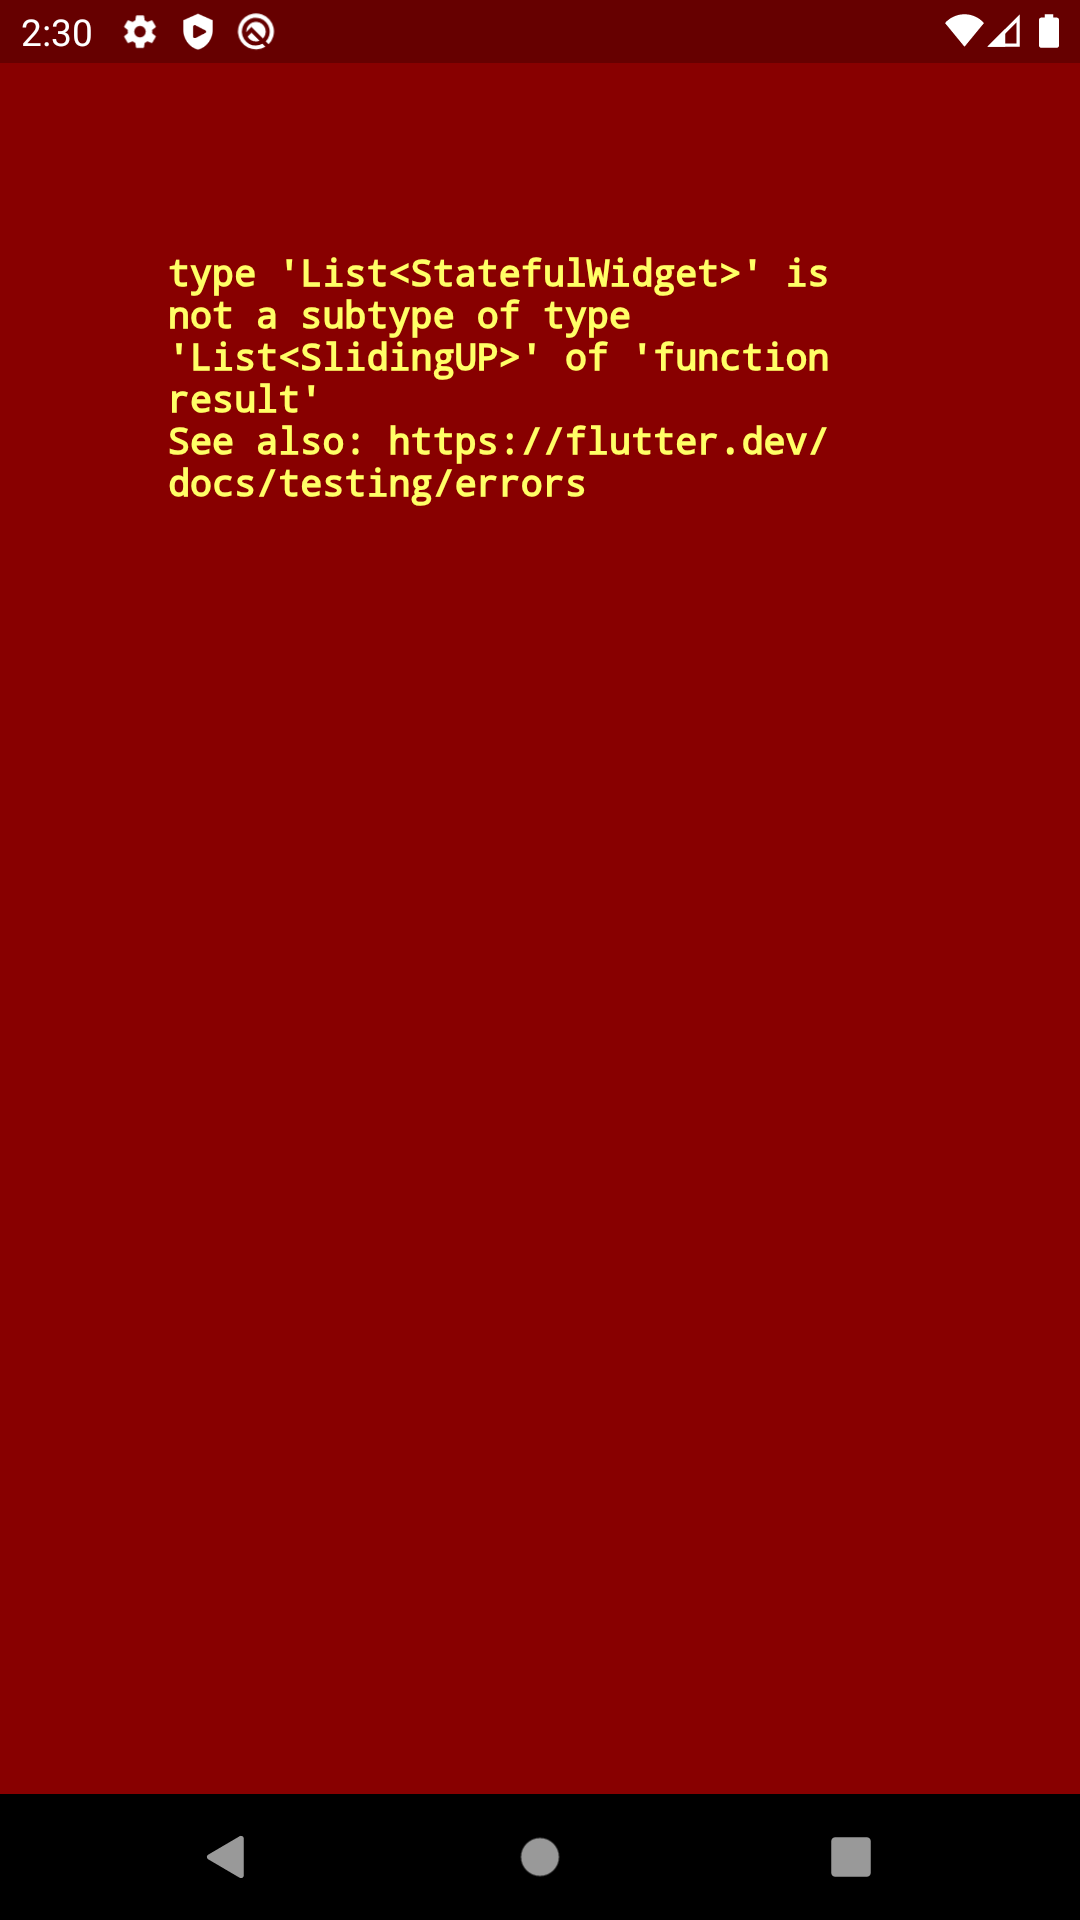 2:30
type 'List<StatefulWidget>' is
not a subtype of type
'List<SlidingUP>' of 'function
result'
See also: https://flutter.dev/
docs/testing/errors